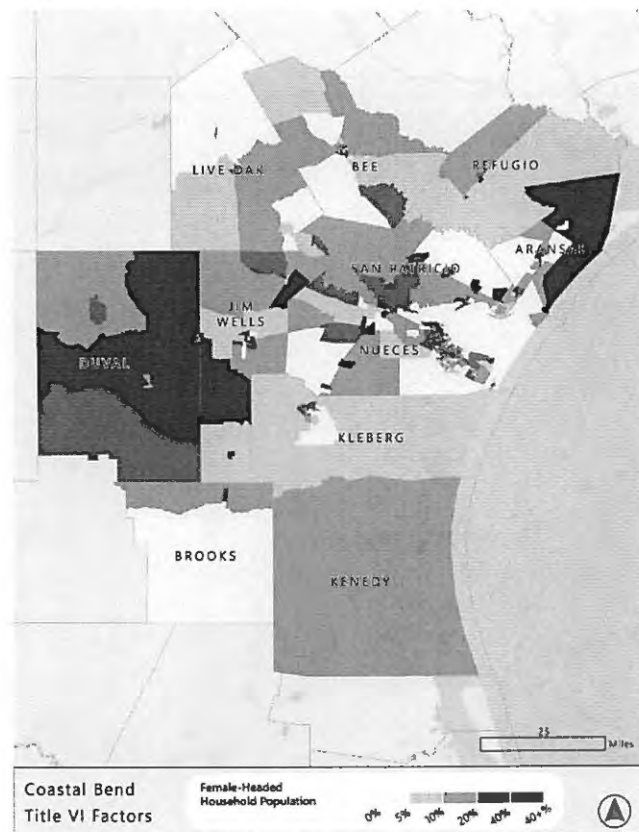 LIVE OAK
BEE
REFUGIO
ARANSAS
SAN PATRICIO
JIM
WELLS
DUVAL
NUECES
KLEBERG
BROOKS
KENEDY
25
Miles
Coastal Bend
Title VI Factors
Female-Headed
Household Population
0% 5% 10% 20% 40% 40+%